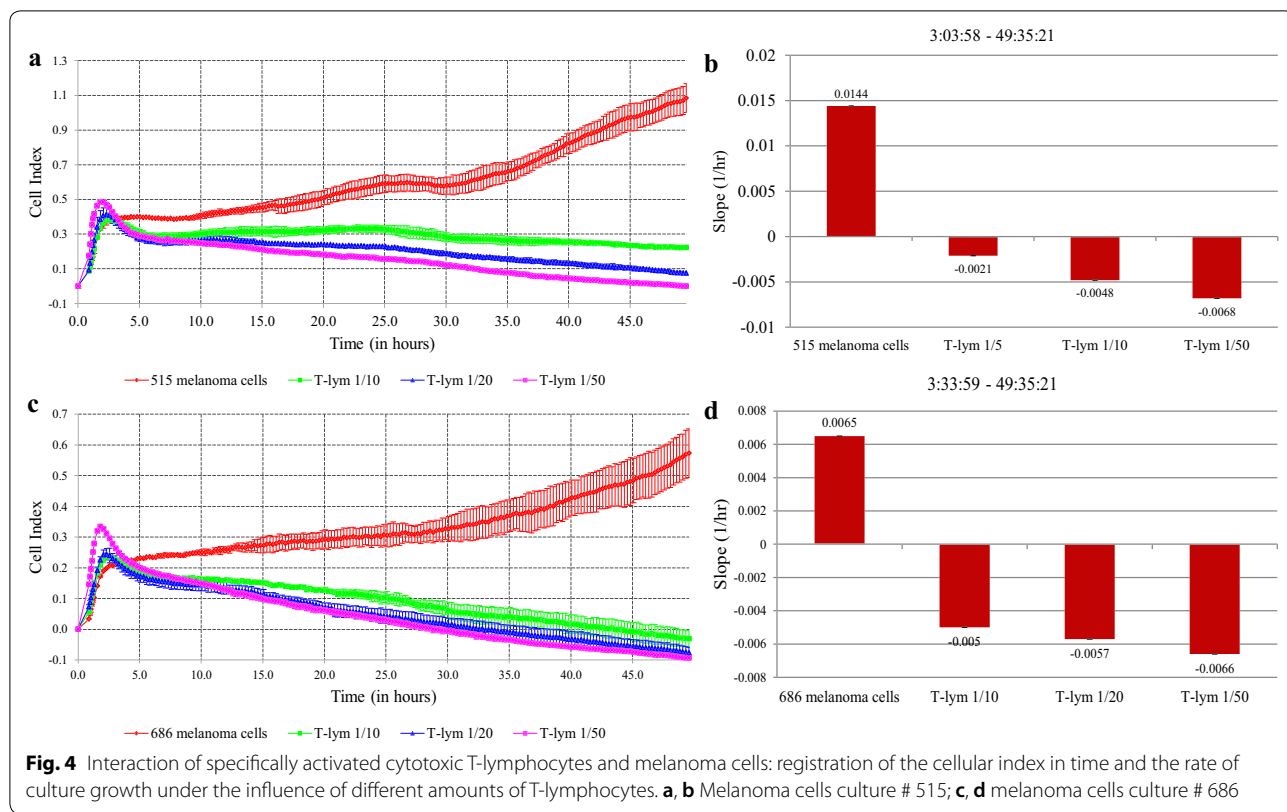 a
1.3
1.1
0.9
0.7
0.5
0.3
0.1
-0.1
Cell Index
0.0 5.0 10.0 15.0 20.0 25.0 30.0 35.0 40.0 45.0
Time (in hours)
515 melanoma cells T-lym 1/10 T-lym 1/20 T-lym 1/50
b
3:03:58 - 49:35:21
0.02
0.015
0.01
0.005
0
-0.005
-0.01
Slope (1/hr)
0.0144
-0.0021
-0.0048
-0.0068
515 melanoma cells T-lym 1/5 T-lym 1/10 T-lym 1/50
c
0.7
0.6
0.5
0.4
0.3
0.2
0.1
0.0
-0.1
Cell Index
0.0 5.0 10.0 15.0 20.0 25.0 30.0 35.0 40.0 45.0
Time (in hours)
686 melanoma cells T-lym 1/10 T-lym 1/20 T-lym 1/50
d
3:33:59 - 49:35:21
0.008
0.006
0.004
0.002
0
-0.002
-0.004
-0.006
-0.008
Slope (1/hr)
0.0065
-0.005
-0.0057
-0.0066
686 melanoma cells T-lym 1/10 T-lym 1/20 T-lym 1/50
Fig. 4 Interaction of specifically activated cytotoxic T-lymphocytes and melanoma cells: registration of the cellular index in time and the rate of
culture growth under the influence of different amounts of T-lymphocytes. a, b Melanoma cells culture # 515; c, d melanoma cells culture # 686